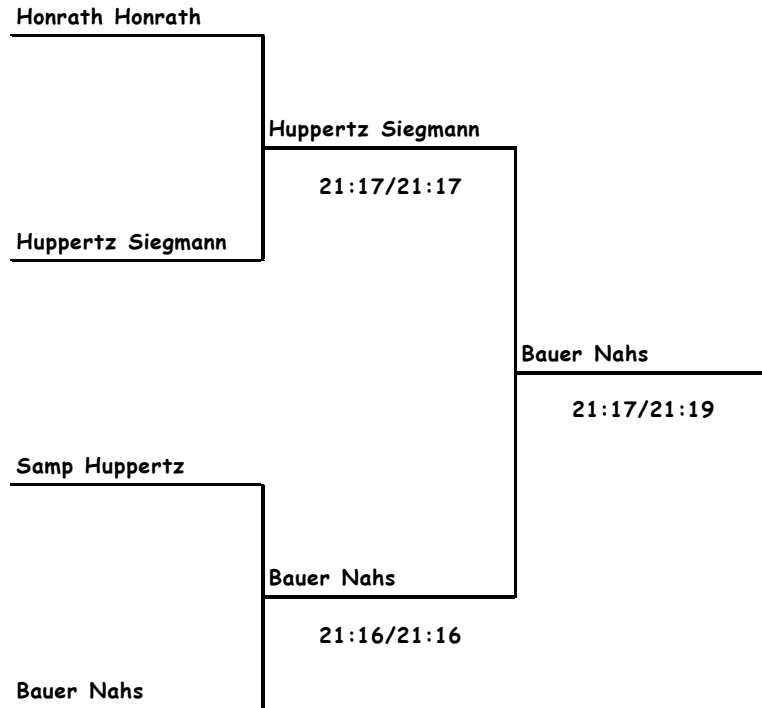 Honrath Honrath
Huppertz Siegmann
21:17/21:17
Huppertz Siegmann
Bauer Nahs
21:17/21:19
Samp Huppertz
Bauer Nahs
21:16/21:16
Bauer Nahs